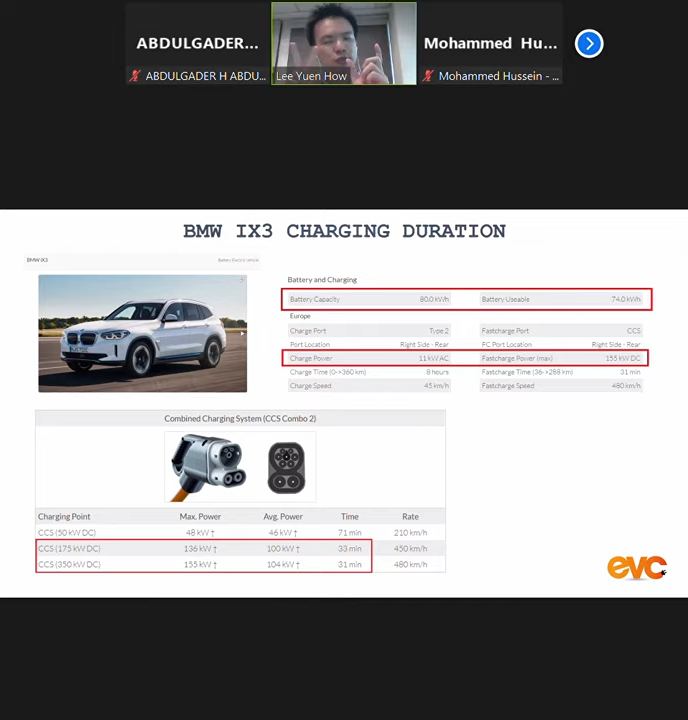 ABDULGADER...
ABDULGADER H ABDU...
Lee Yuen How
Mohammed Hu...
Mohammed Hussein - ...
BMW IX3 CHARGING DURATION
BMW iX3
Battery Electric Vehicle
Battery and Charging
Battery Capacity 80.0 kWh Battery Useable 74.0 kWh
Europe
Charge Port Type 2 Fastcharge Port CCS
Port Location Right Side - Rear FC Port Location Right Side - Rear
Charge Power 11 kW AC Fastcharge Power (max) 155 kW DC
Charge Time (0->360 km) 8 hours Fastcharge Time (36->288 km) 31 min
Charge Speed 45 km/h Fastcharge Speed 480 km/h
Combined Charging System (CCS Combo 2)
Charging Point Max. Power Avg. Power Time Rate
CCS (50 kW DC) 48 kW † 46 kW † 71 min 210 km/h
CCS (175 kW DC) 136 kW † 100 kW † 33 min 450 km/h
CCS (350 kW DC) 155 kW † 104 kW † 31 min 480 km/h
evc